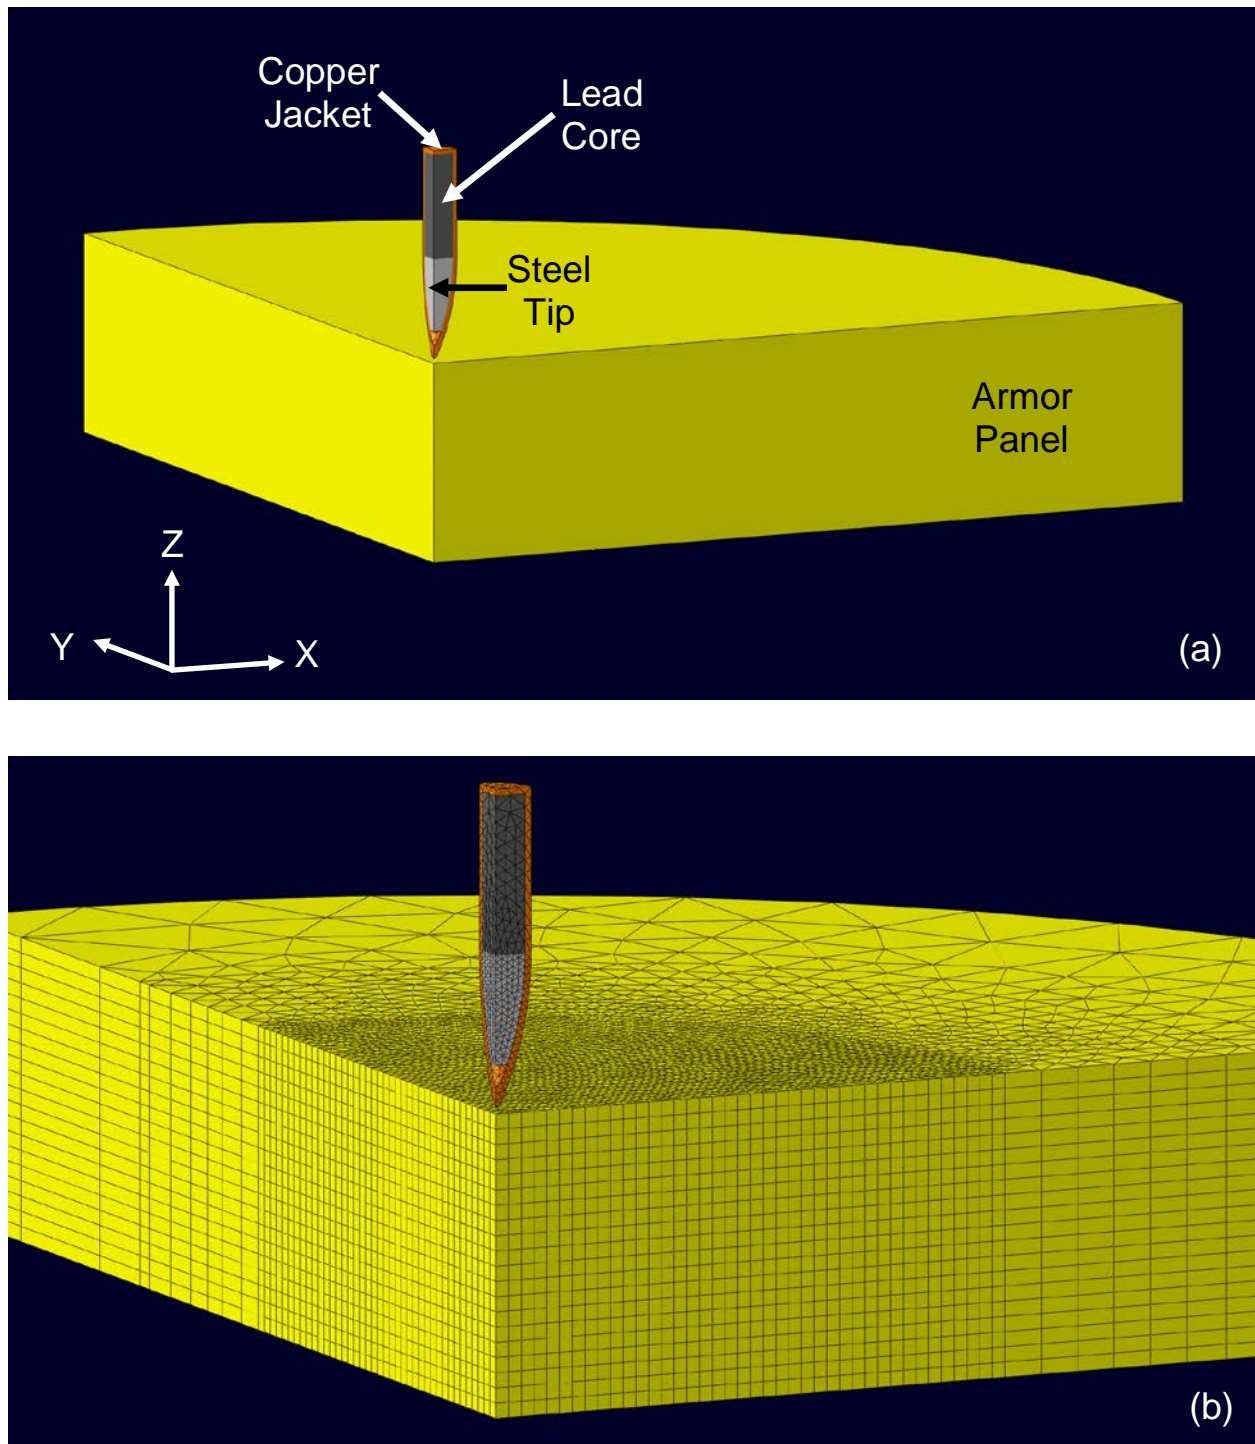 Copper
Jacket
Lead
Core
Steel
Tip
Armor
Panel
Z
Y
X
(a)
(b)